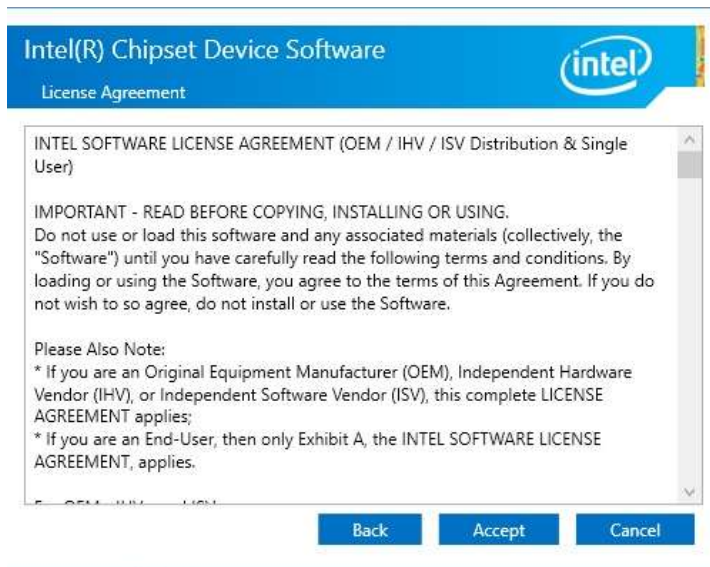 Intel(R) Chipset Device Software
intel
License Agreement
INTEL SOFTWARE LICENSE AGREEMENT (OEM / IHV / ISV Distribution & Single
User)
IMPORTANT - READ BEFORE COPYING, INSTALLING OR USING.
Do not use or load this software and any associated materials (collectively, the
"Software") until you have carefully read the following terms and conditions. By
loading or using the Software, you agree to the terms of this Agreement. If you do
not wish to so agree, do not install or use the Software.
Please Also Note:
* If you are an Original Equipment Manufacturer (OEM), Independent Hardware
Vendor (IHV), or Independent Software Vendor (ISV), this complete LICENSE
AGREEMENT applies;
* If you are an End-User, then only Exhibit A, the INTEL SOFTWARE LICENSE
AGREEMENT, applies.
Back Accept Cancel